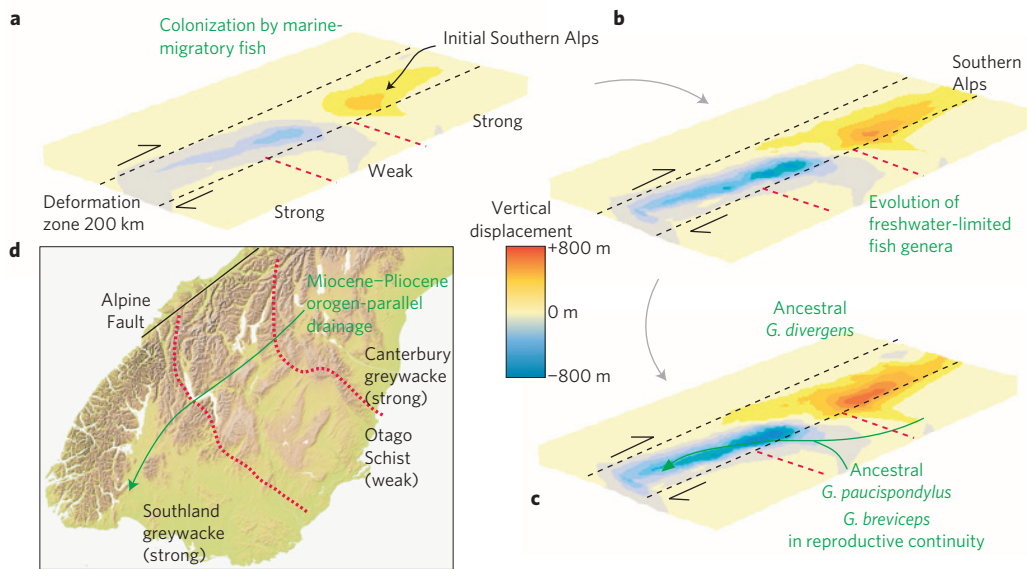 a
Colonization by marine-
migratory fish
Initial Southern Alps
Strong
Weak
Strong
Deformation
zone 200 km
b
Southern
Alps
Evolution of
freshwater-limited
fish genera
Vertical
displacement
+800 m
0 m
−800 m
d
Alpine
Fault
Miocene–Pliocene
orogen-parallel
drainage
Canterbury
greywacke
(strong)
Otago
Schist
(weak)
Southland
greywacke
(strong)
Ancestral
G. divergens
Ancestral
G. paucispondylus
G. breviceps
in reproductive continuity
c